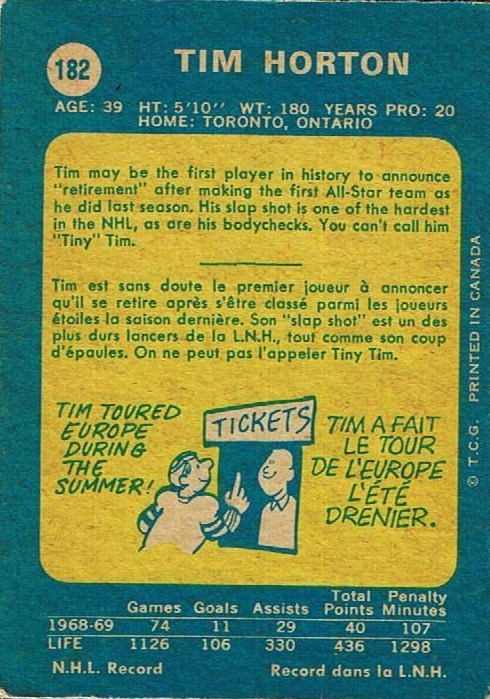 182
TIM HORTON
AGE: 39 HT: 5'10'' WT: 180 YEARS PRO: 20
HOME: TORONTO, ONTARIO
Tim may be the first player in history to announce
"retirement" after making the first All-Star team as
he did last season. His slap shot is one of the hardest
in the NHL, as are his bodychecks. You can't call him
"Tiny" Tim.
Tim est sans doute le premier joueur à annoncer
qu'il se retire après s'être classé parmi les joueurs
étoiles la saison dernière. Son "slap shot" est un des
plus durs lancers de la L.N.H., tout comme son coup
d'épaules. On ne peut pas l'appeler Tiny Tim.
TIM TOURED
EUROPE
DURING
THE
SUMMER!
TICKETS
TIM A FAIT
LE TOUR
DE L'EUROPE
L'ÉTÉ
DRENIER.
© T.C.G. PRINTED IN CANADA
Games Goals Assists Total Points Penalty Minutes
1968-69 74 11 29 40 107
LIFE 1126 106 330 436 1298
N.H.L. Record Record dans la L.N.H.